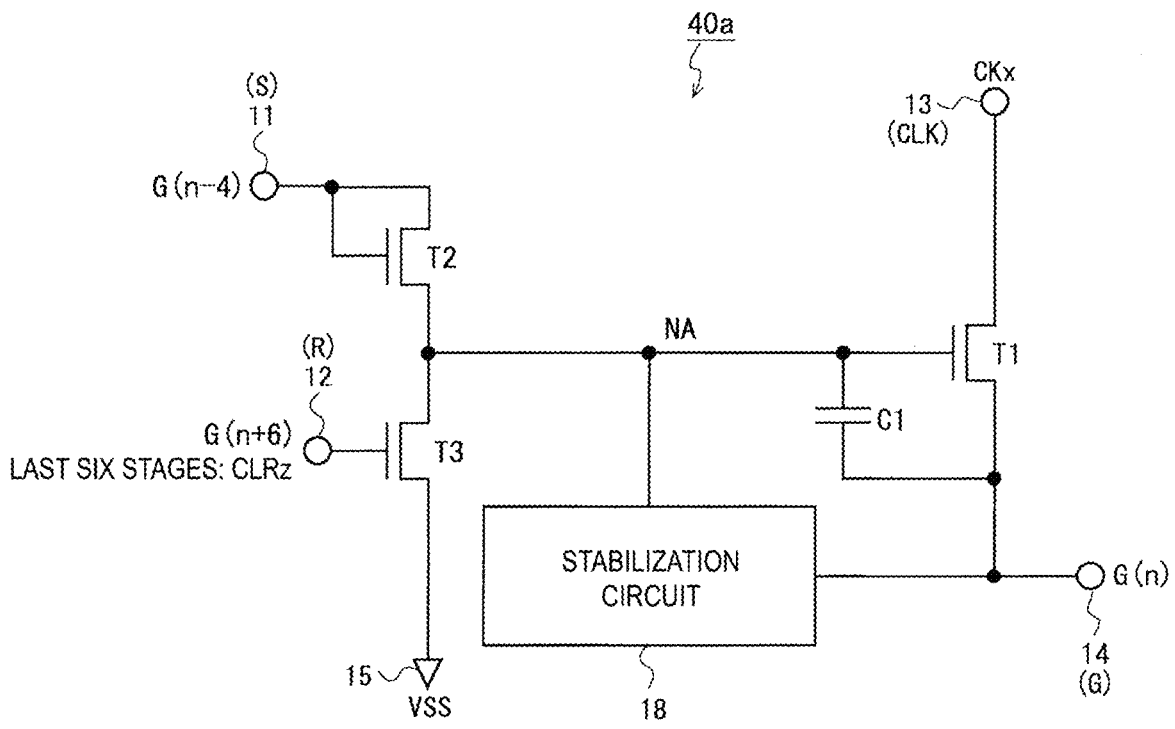 40a
(S)
11
G(n-4)
T2
CKx
13
(CLK)
NA
T1
(R)
12
G(n+6)
LAST SIX STAGES: CLRz
T3
C1
STABILIZATION
CIRCUIT
G(n)
15
VSS
18
14
(G)